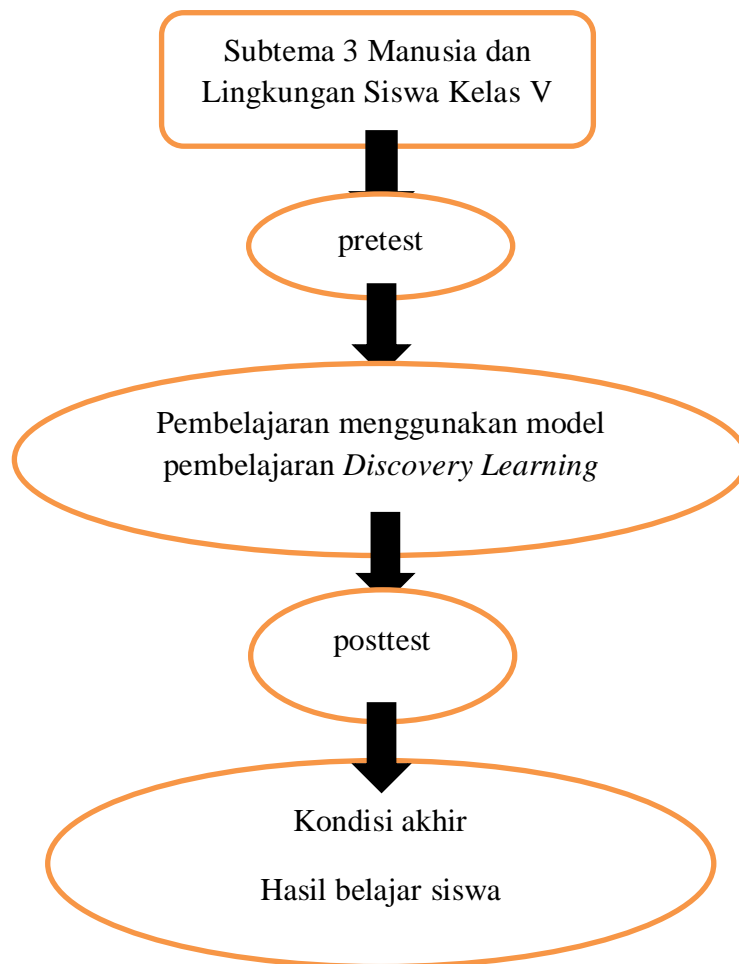 Subtema 3 Manusia dan
Lingkungan Siswa Kelas V
pretest
Pembelajaran menggunakan model
pembelajaran Discovery Learning
posttest
Kondisi akhir
Hasil belajar siswa